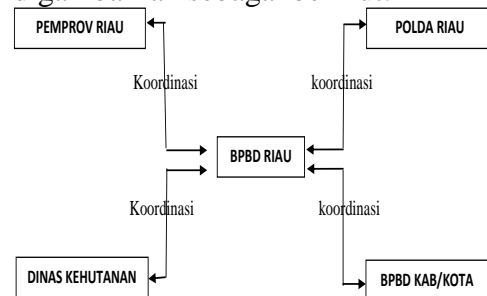 PEMPROV RIAU
POLDA RIAU
Koordinasi
koordinasi
BPBD RIAU
Koordinasi
koordinasi
DINAS KEHUTANAN
BPBD KAB/KOTA